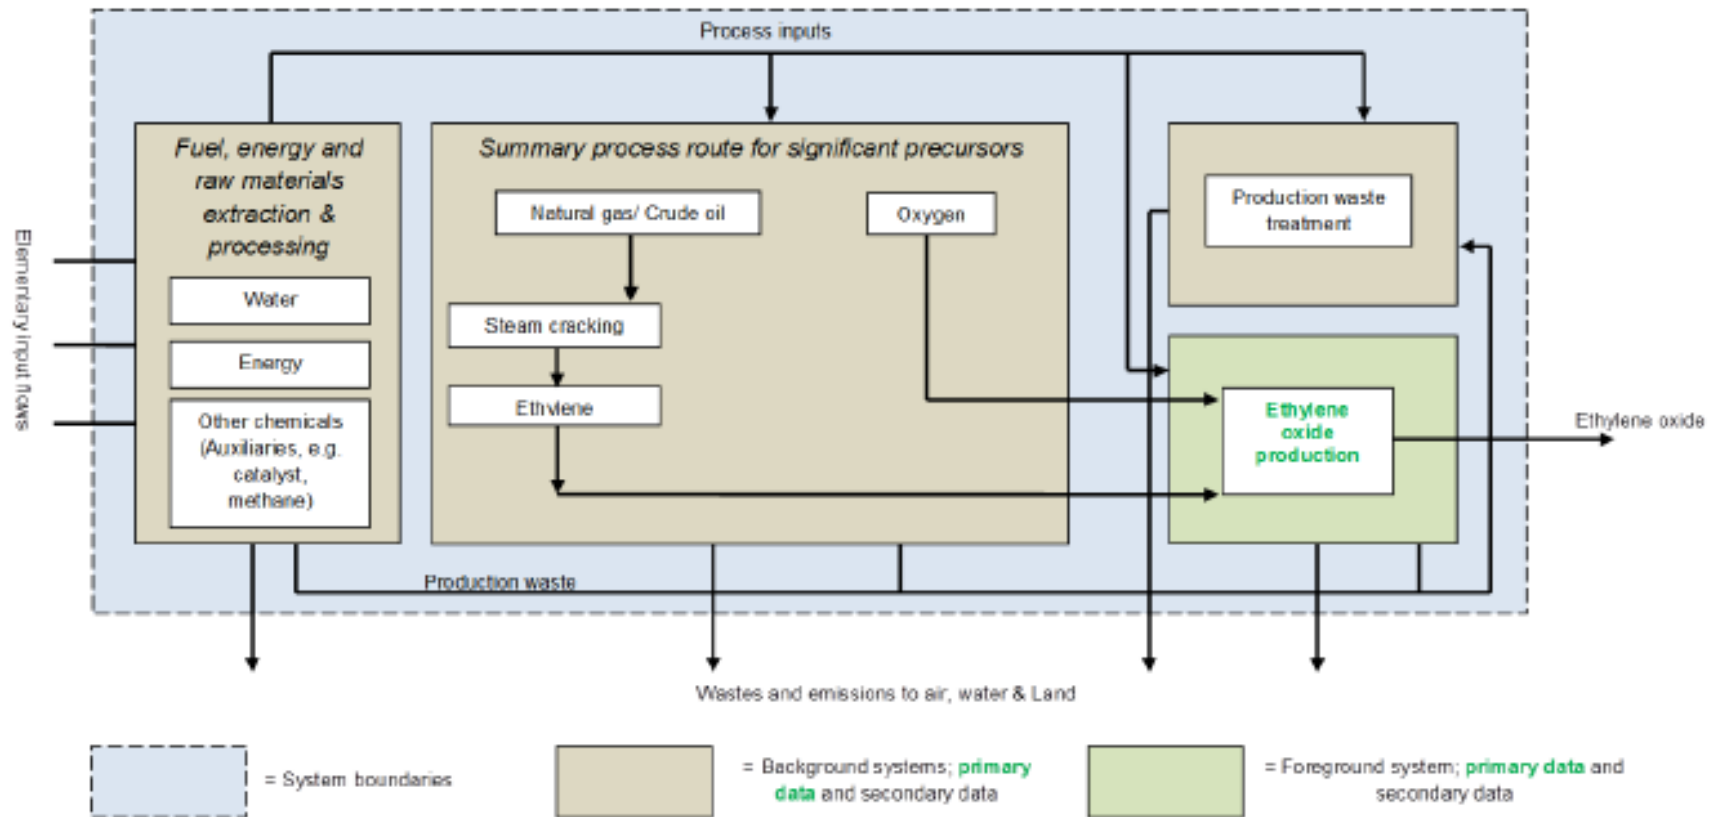 Process inputs
Fuel, energy and
raw materials
extraction &
processing
Water
Energy
Other chemicals
(Auxiliaries, e.g.
catalyst,
methane)
Elementary input flows
Summary process route for significant precursors
Natural gas/ Crude oil
Oxygen
Steam cracking
Ethylene
Production waste
treatment
Ethylene
oxide
production
Ethylene oxide
Production waste
Wastes and emissions to air, water & Land
= System boundaries
= Background systems; primary
data and secondary data
= Foreground system; primary data and
secondary data